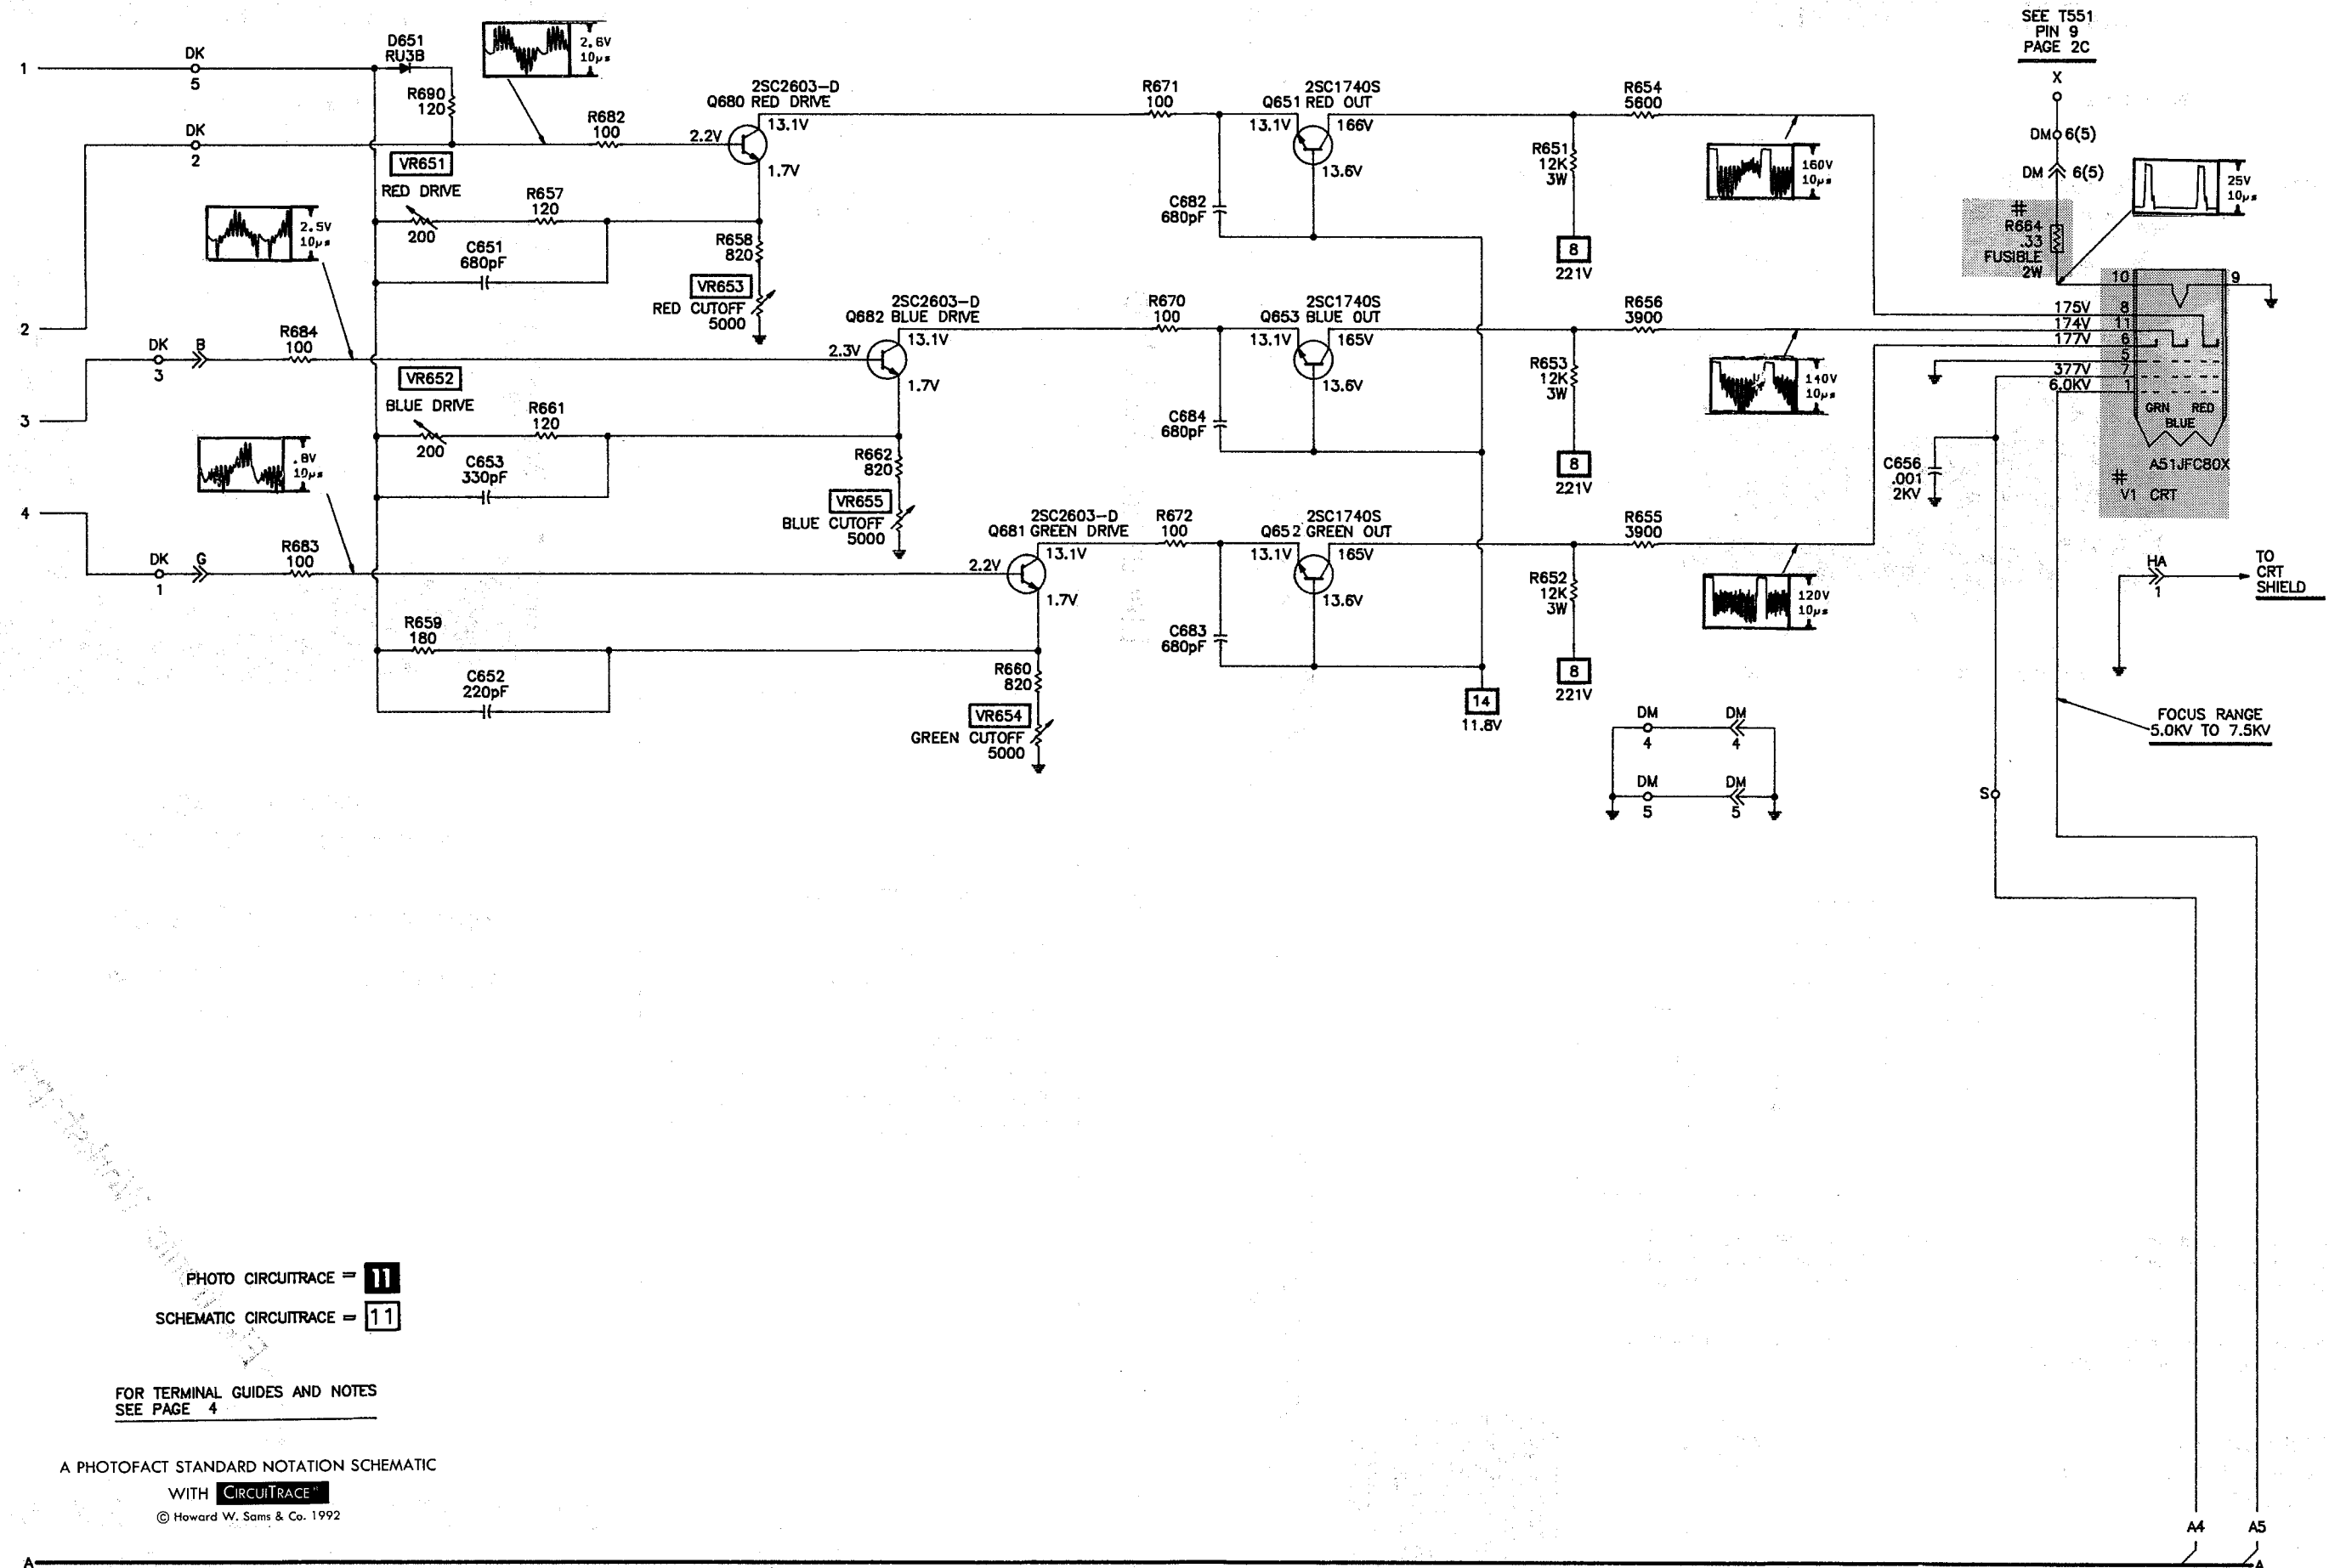 SEE T551
PIN 9
PAGE 2C
X
DM 6(5)
DM 6(5)
1
DK
5
D651
RU3B
R690
120
2.6V
10µs
DK
2
R682
100
2.2V
2SC2603-D
Q680 RED DRIVE
13.1V
1.7V
R671
100
2SC1740S
Q651 RED OUT
13.1V
166V
13.6V
R654
5600
R651
12K
3W
8
221V
160V
10µs
25V
10µs
#
R664
.33
FUSIBLE
2W
VR651
RED DRIVE
200
R657
120
C651
680pF
R658
820
VR653
RED CUTOFF
5000
C682
680pF
2.5V
10µs
2
DK
3
B
R684
100
2.3V
2SC2603-D
Q682 BLUE DRIVE
13.1V
1.7V
R670
100
2SC1740S
Q653 BLUE OUT
13.1V
165V
13.6V
R656
3900
R653
12K
3W
8
221V
140V
10µs
10
9
175V 8
174V 11
177V 6
5
377V 7
6.0KV 1
GRN RED
BLUE
A51JFC80X
#
V1 CRT
C656
.001
2KV
3
VR652
BLUE DRIVE
200
R661
120
C653
330pF
R662
820
VR655
BLUE CUTOFF
5000
C684
680pF
.8V
10µs
4
DK
1
G
R683
100
2.2V
2SC2603-D
Q681 GREEN DRIVE
13.1V
1.7V
R672
100
2SC1740S
Q652 GREEN OUT
13.1V
165V
13.6V
R655
3900
R652
12K
3W
8
221V
120V
10µs
HA
1
TO
CRT
SHIELD
R659
180
C652
220pF
R660
820
VR654
GREEN CUTOFF
5000
C683
680pF
14
11.8V
DM
4
DM
4
DM
5
DM
5
FOCUS RANGE
5.0KV TO 7.5KV
S
PHOTO CIRCUITRACE = 11
SCHEMATIC CIRCUITRACE = 11
FOR TERMINAL GUIDES AND NOTES
SEE PAGE 4
A PHOTOFACT STANDARD NOTATION SCHEMATIC
WITH CIRCUITRACE
© Howard W. Sams & Co. 1992
A4 A5
A A